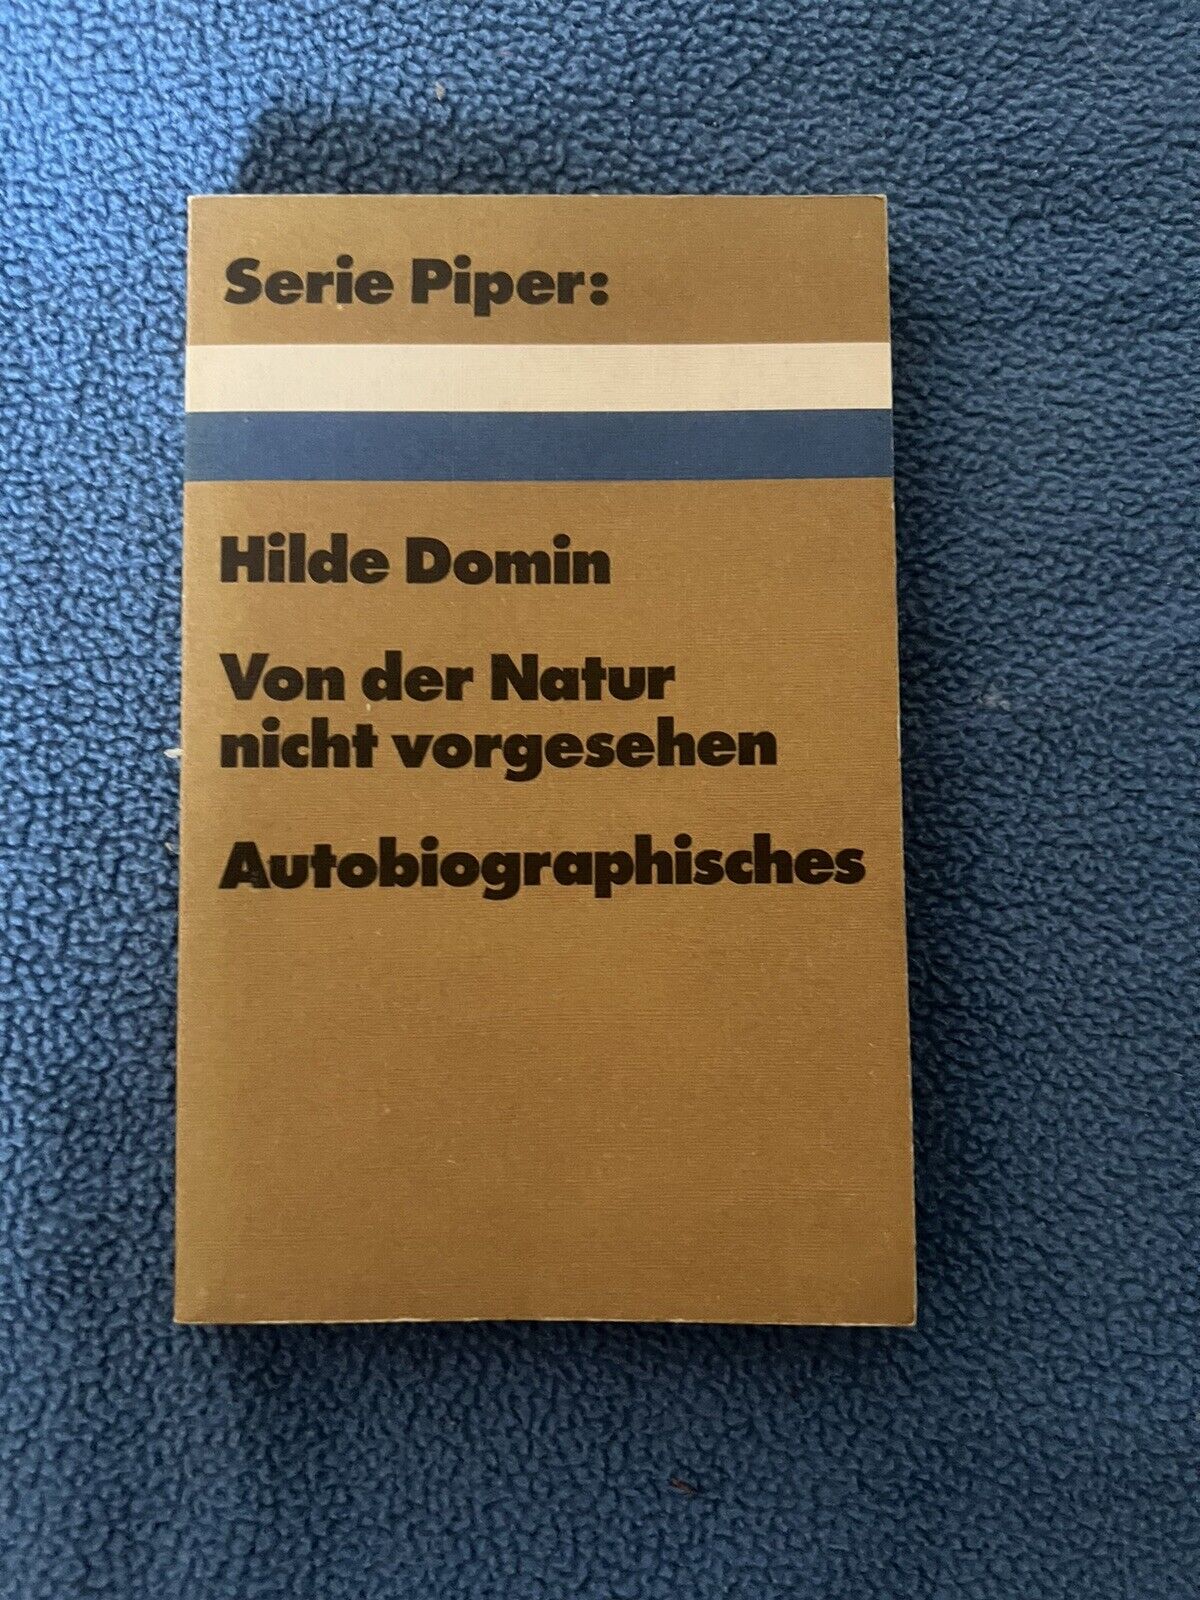 Serie Piper:
Hilde Domin
Von der Natur
nicht vorgesehen
Autobiographisches